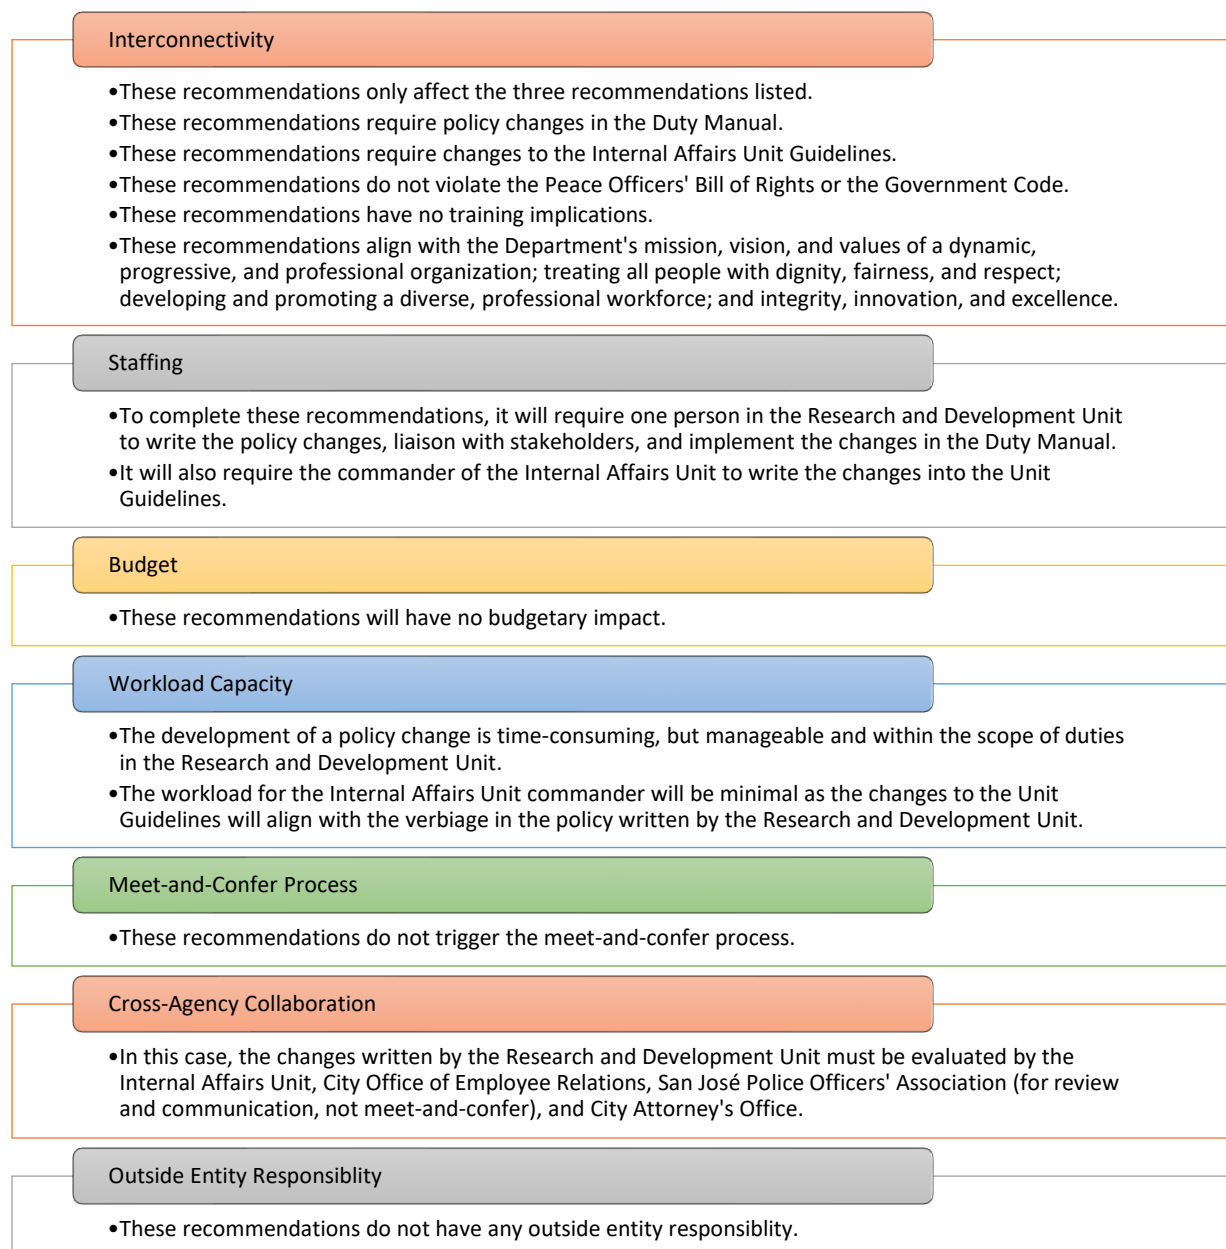 Interconnectivity
•These recommendations only affect the three recommendations listed.
•These recommendations require policy changes in the Duty Manual.
•These recommendations require changes to the Internal Affairs Unit Guidelines.
•These recommendations do not violate the Peace Officers' Bill of Rights or the Government Code.
•These recommendations have no training implications.
•These recommendations align with the Department's mission, vision, and values of a dynamic,
progressive, and professional organization; treating all people with dignity, fairness, and respect;
developing and promoting a diverse, professional workforce; and integrity, innovation, and excellence.
Staffing
•To complete these recommendations, it will require one person in the Research and Development Unit
to write the policy changes, liaison with stakeholders, and implement the changes in the Duty Manual.
•It will also require the commander of the Internal Affairs Unit to write the changes into the Unit
Guidelines.
Budget
•These recommendations will have no budgetary impact.
Workload Capacity
•The development of a policy change is time-consuming, but manageable and within the scope of duties
in the Research and Development Unit.
•The workload for the Internal Affairs Unit commander will be minimal as the changes to the Unit
Guidelines will align with the verbiage in the policy written by the Research and Development Unit.
Meet-and-Confer Process
•These recommendations do not trigger the meet-and-confer process.
Cross-Agency Collaboration
•In this case, the changes written by the Research and Development Unit must be evaluated by the
Internal Affairs Unit, City Office of Employee Relations, San José Police Officers' Association (for review
and communication, not meet-and-confer), and City Attorney's Office.
Outside Entity Responsiblity
•These recommendations do not have any outside entity responsiblity.